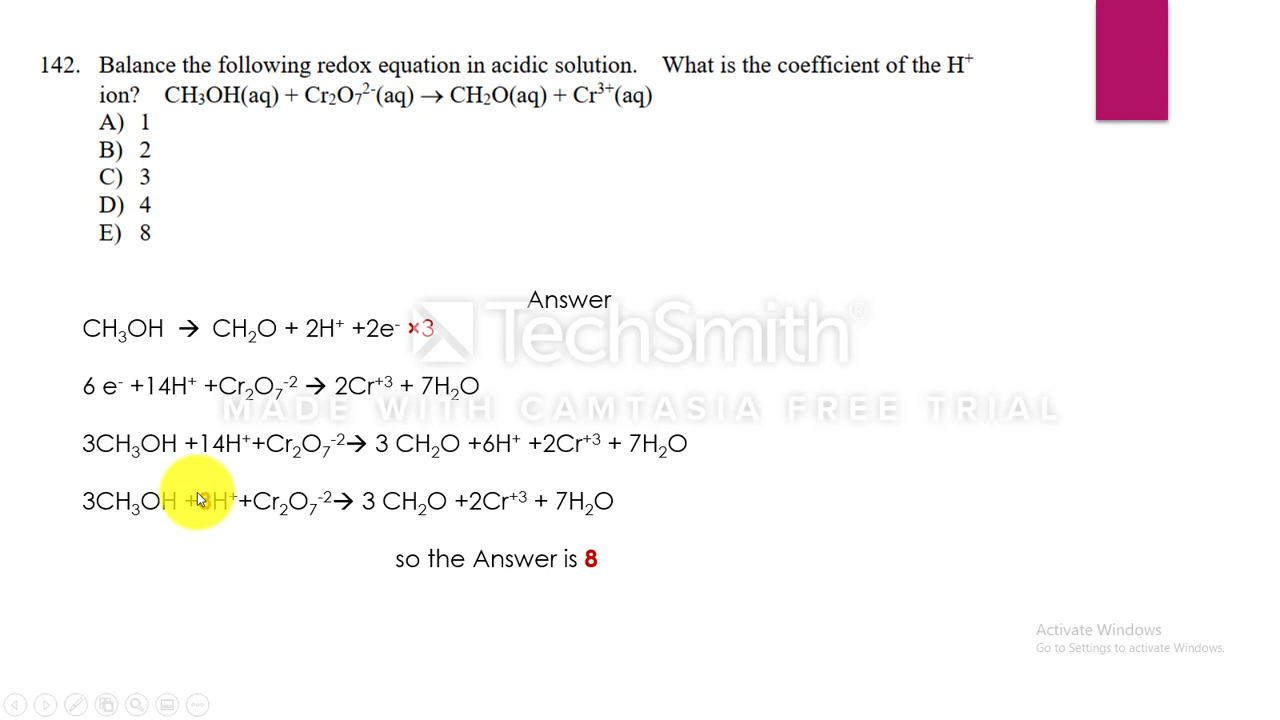 142. Balance the following redox equation in acidic solution. What is the coefficient of the H⁺
ion? CH₃OH(aq) + Cr₂O₇²⁻(aq) → CH₂O(aq) + Cr³⁺(aq)
A) 1
B) 2
C) 3
D) 4
E) 8
Answer
CH₃OH → CH₂O + 2H⁺ +2e⁻ ×3
6 e⁻ +14H⁺ +Cr₂O₇⁻² → 2Cr⁺³ + 7H₂O
3CH₃OH +14H⁺+Cr₂O₇⁻²→ 3 CH₂O +6H⁺ +2Cr⁺³ + 7H₂O
3CH₃OH +8H⁺+Cr₂O₇⁻²→ 3 CH₂O +2Cr⁺³ + 7H₂O
so the Answer is 8
TechSmith®
MADE WITH CAMTASIA FREE TRIAL
Activate Windows
Go to Settings to activate Windows.